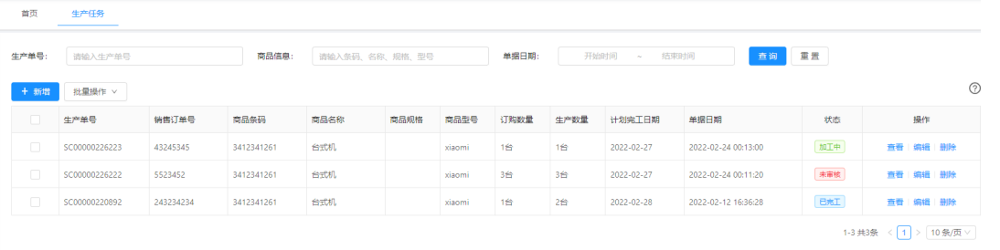 首页 生产任务
生产单号: 请输入生产单号 商品信息: 请输入条码、名称、规格、型号 单据日期: 开始时间 ~ 结束时间 查 询 重 置
+ 新增 批量操作
生产单号 销售订单号 商品条码 商品名称 商品规格 商品型号 订购数量 生产数量 计划完工日期 单据日期 状态 操作
SC00000226223 43245345 3412341261 台式机 xiaomi 1台 1台 2022-02-27 2022-02-24 00:13:00 加工中 查看 编辑 删除
SC00000226222 5523452 3412341261 台式机 xiaomi 3台 3台 2022-02-27 2022-02-24 00:11:20 未审核 查看 编辑 删除
SC00000220892 243234234 3412341261 台式机 xiaomi 1台 2台 2022-02-28 2022-02-12 16:36:28 已完工 查看 编辑 删除
1-3 共3条 < 1 > 10 条/页